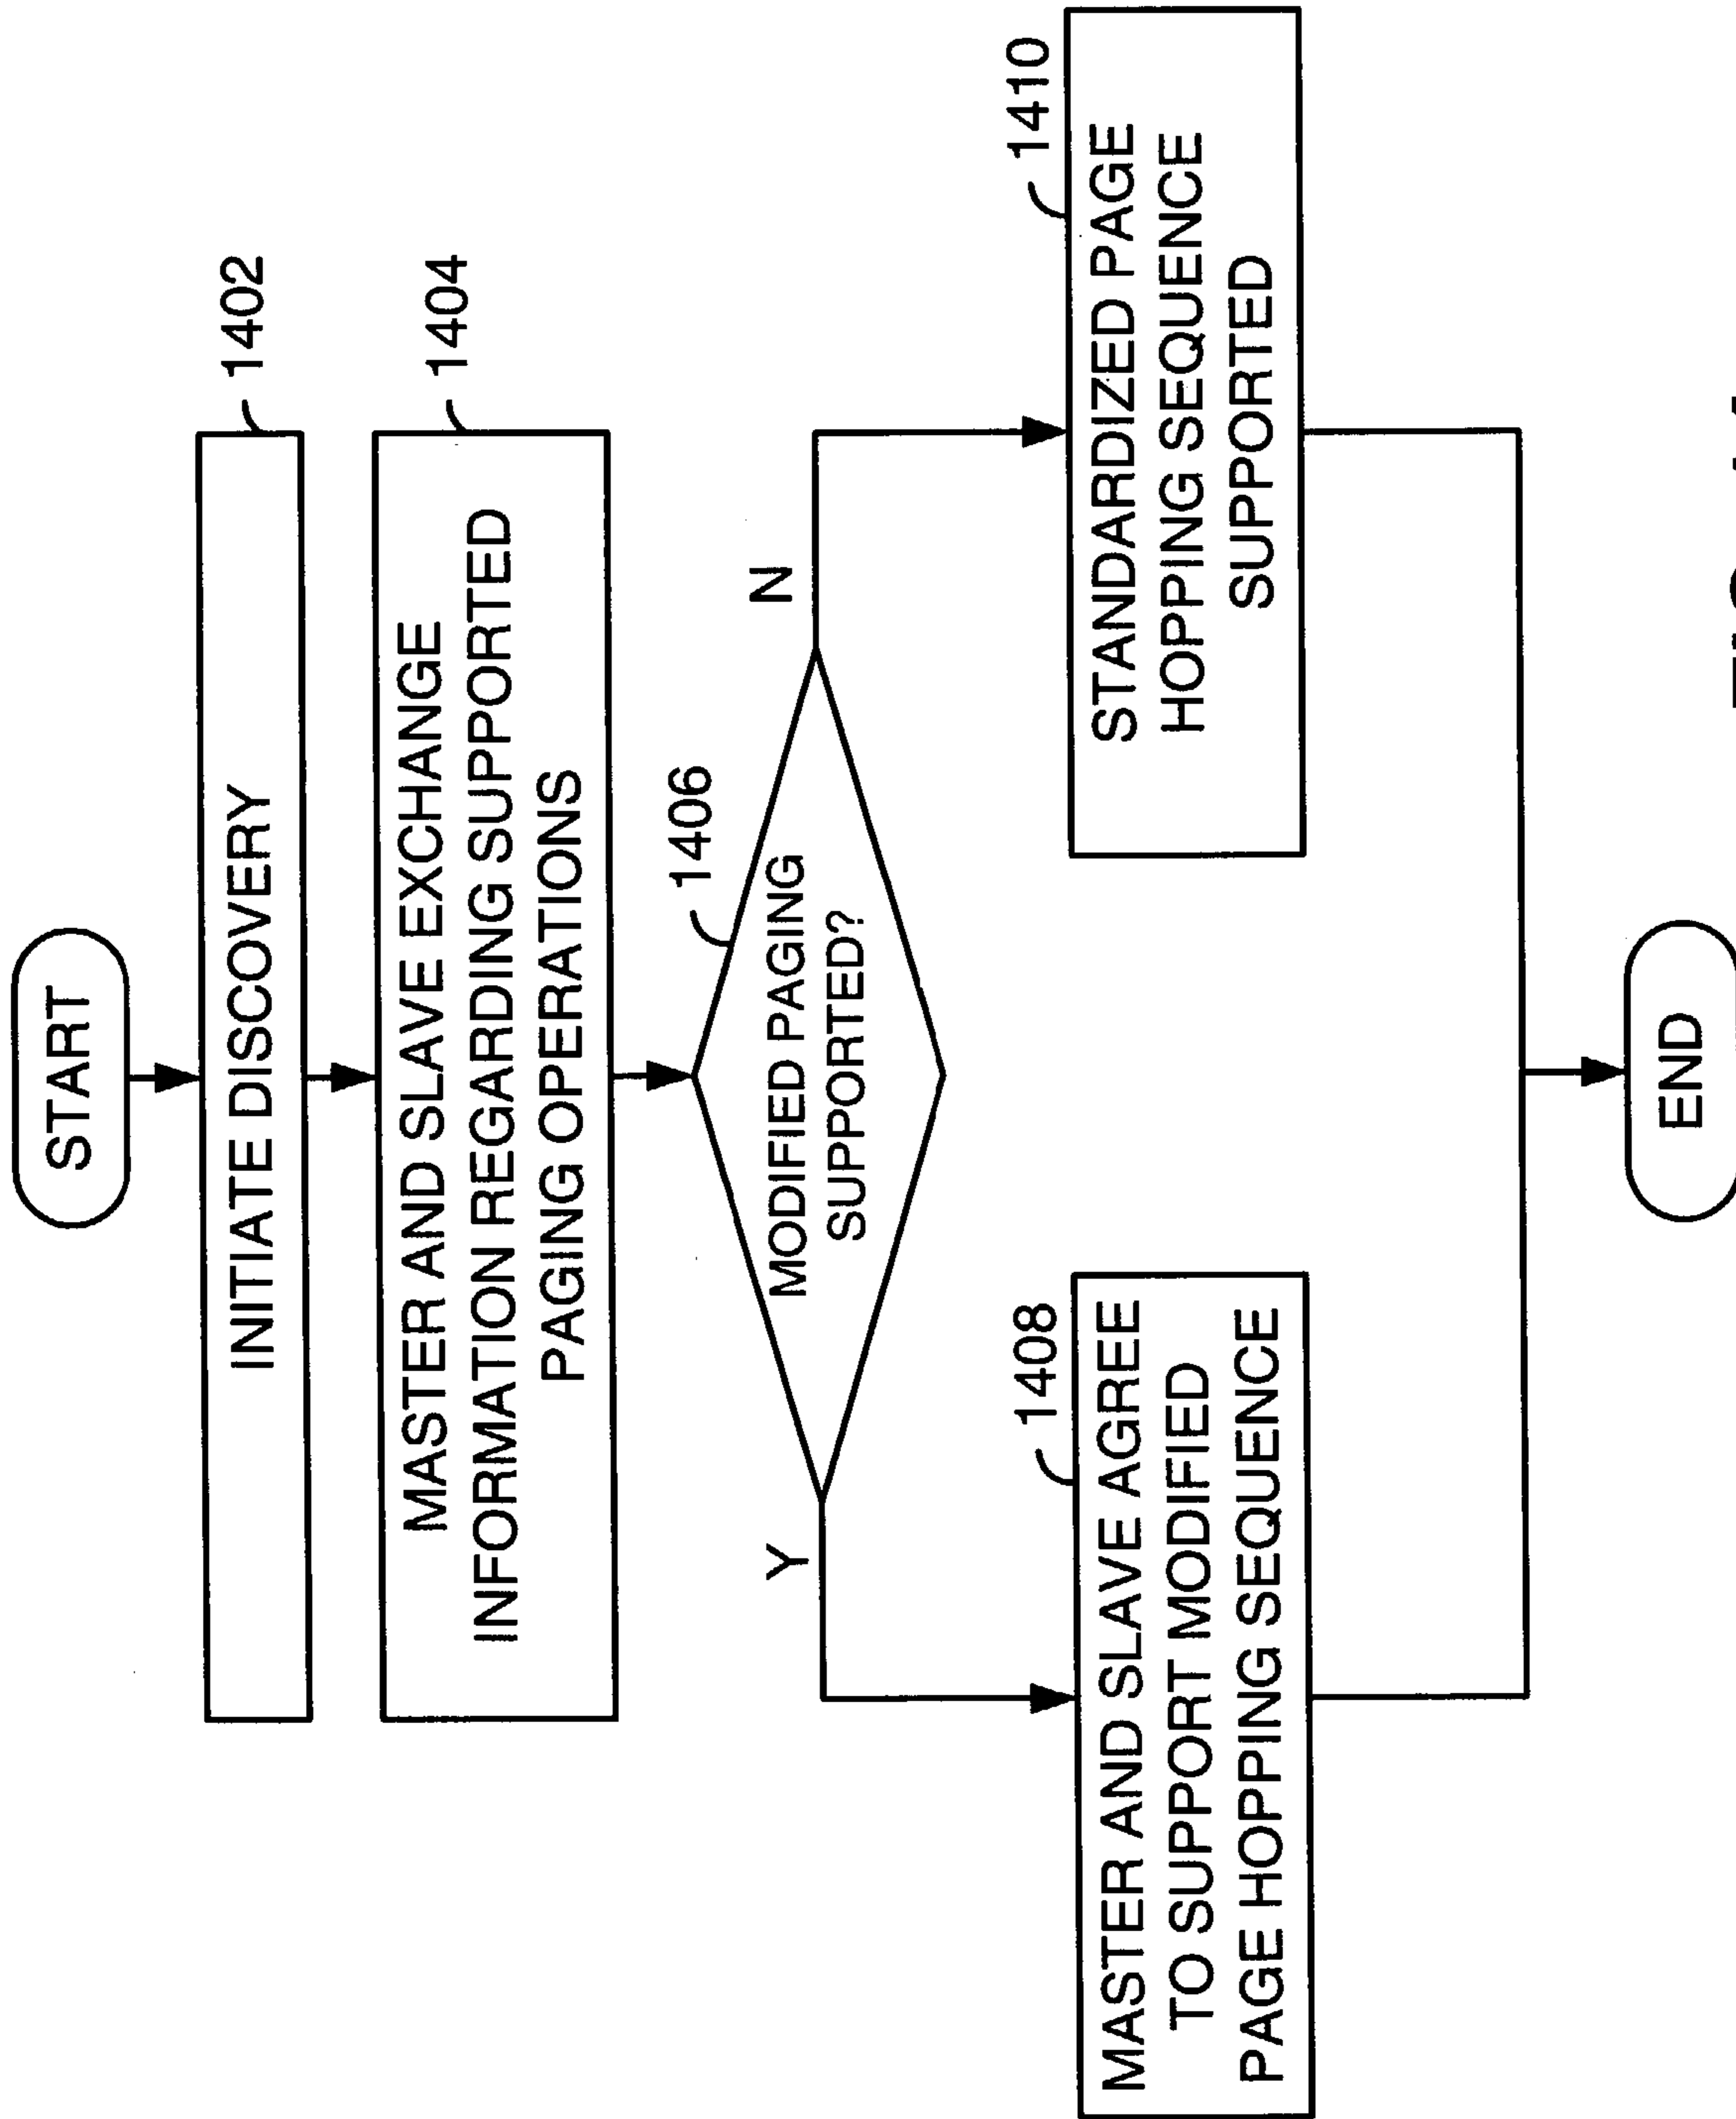 START
INITIATE DISCOVERY
1402
MASTER AND SLAVE EXCHANGE
INFORMATION REGARDING SUPPORTED
PAGING OPERATIONS
1404
MODIFIED PAGING
SUPPORTED?
1406
Y
N
MASTER AND SLAVE AGREE
TO SUPPORT MODIFIED
PAGE HOPPING SEQUENCE
1408
STANDARDIZED PAGE
HOPPING SEQUENCE
SUPPORTED
1410
END